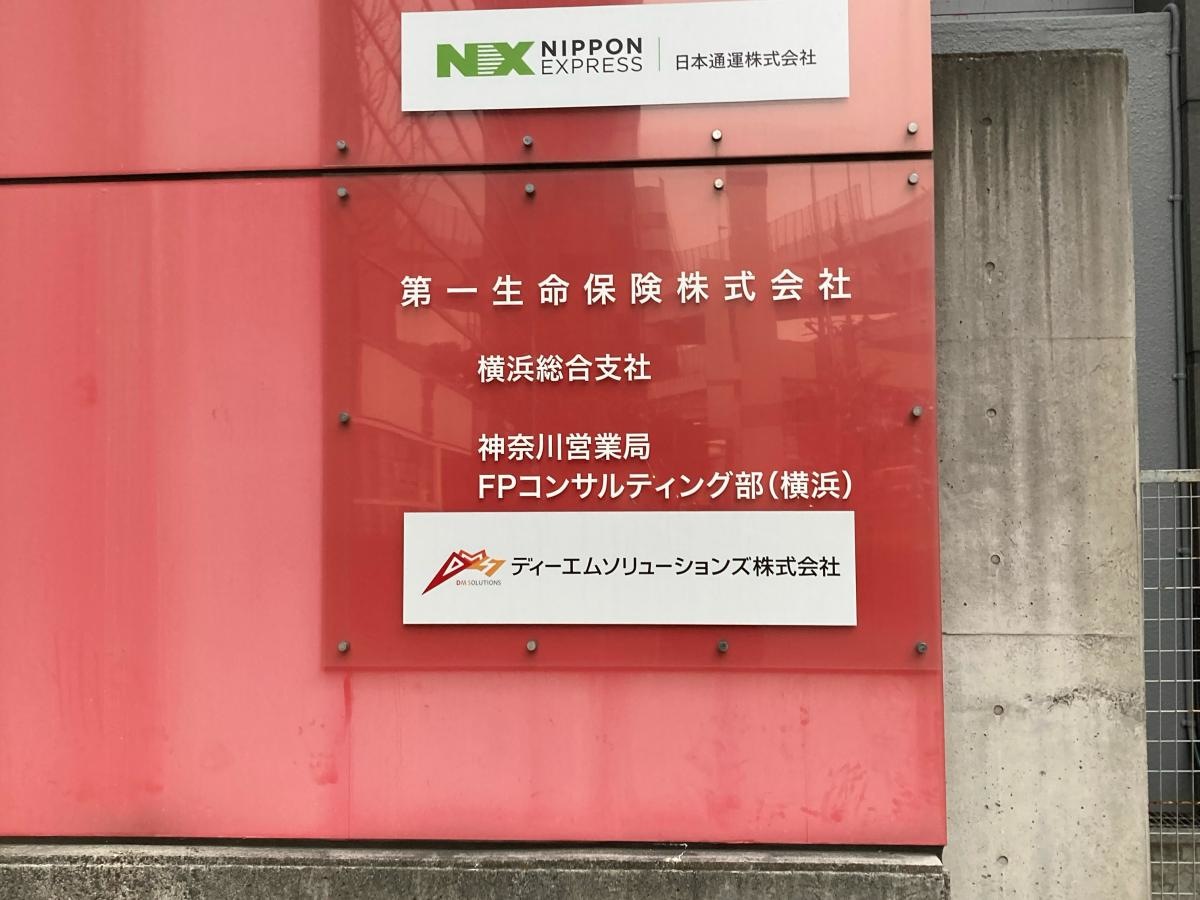 NX NIPPON EXPRESS 日本通運株式会社
第一生命保険株式会社
横浜総合支社
神奈川営業局
FPコンサルティング部（横浜）
DM SOLUTIONS ディーエムソリューションズ株式会社